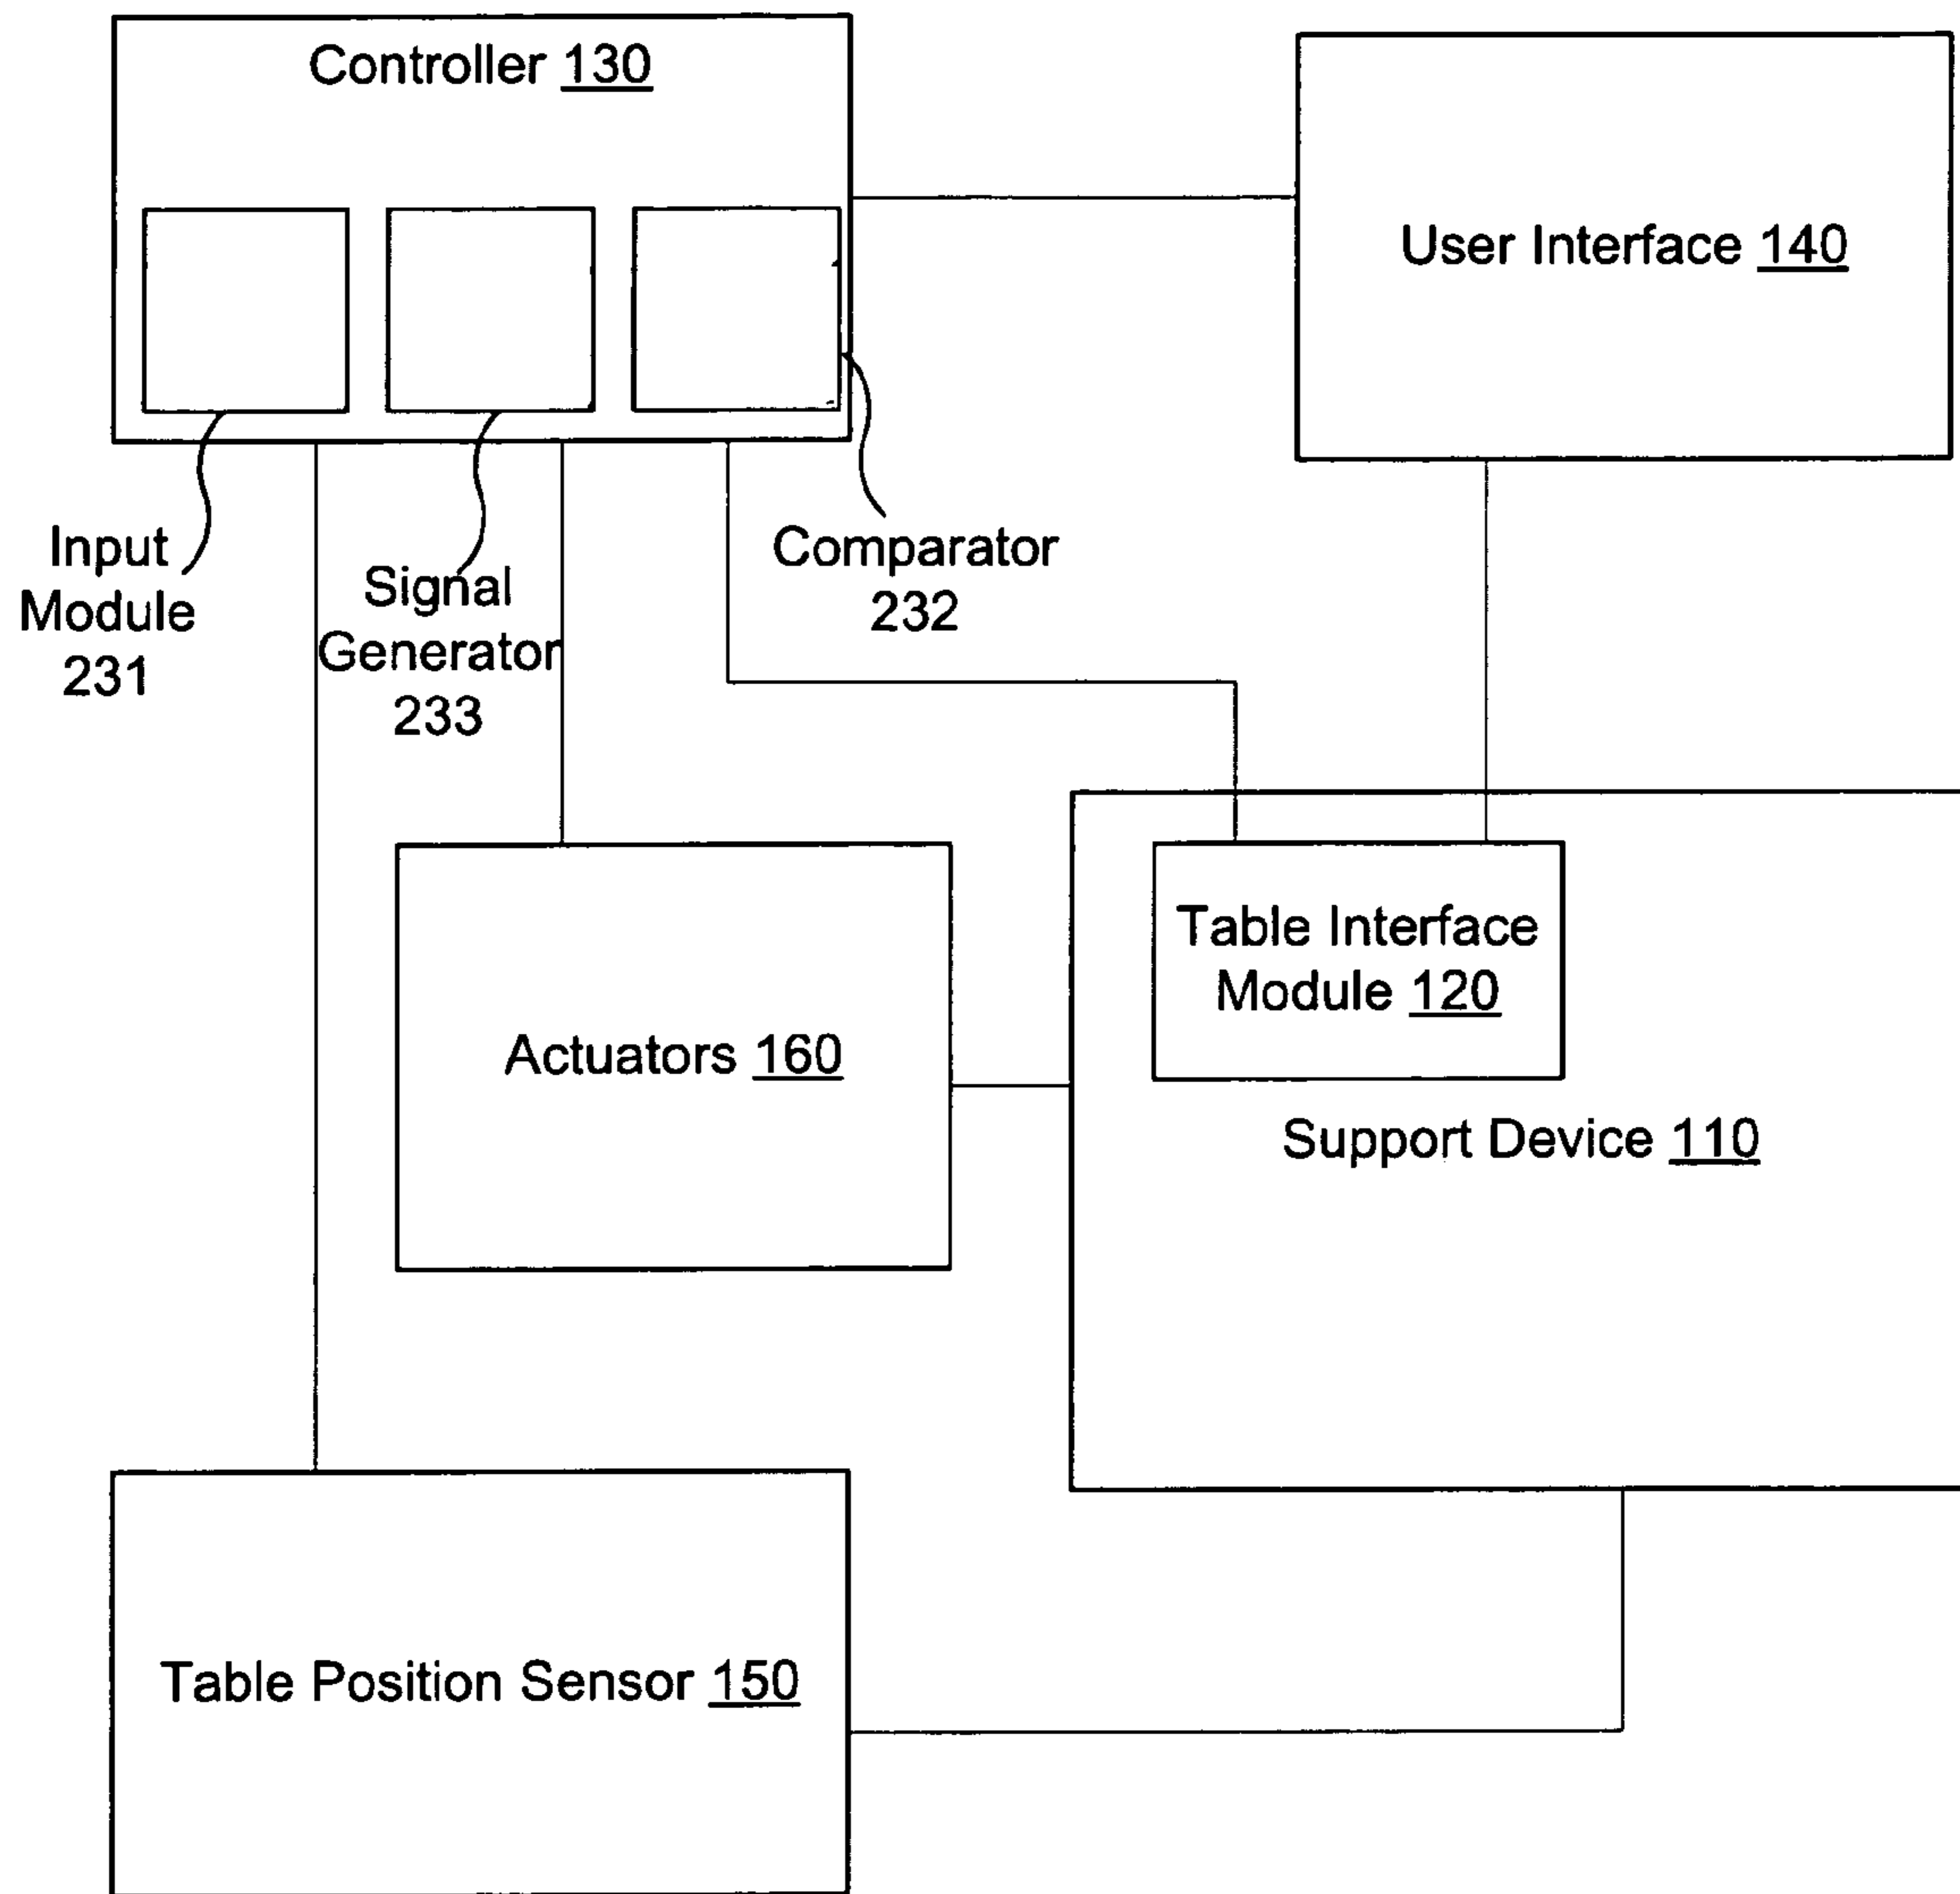 Controller 130
User Interface 140
Input
Module
231
Signal
Generator
233
Comparator
232
Table Interface
Module 120
Actuators 160
Support Device 110
Table Position Sensor 150